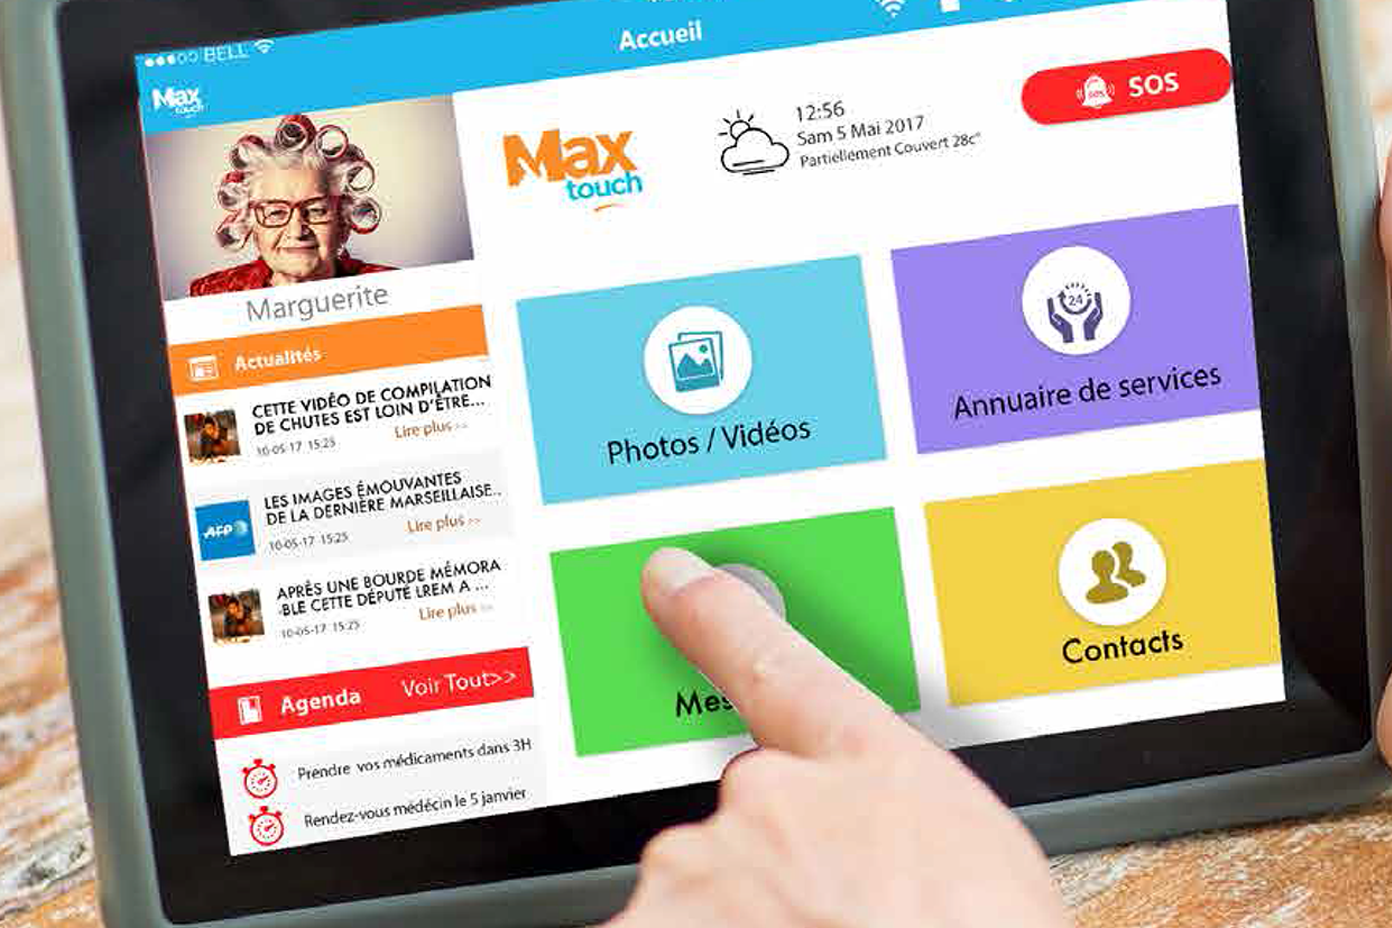 BELL
Accueil
Max
touch
Marguerite
Actualités
CETTE VIDÉO DE COMPILATION
DE CHUTES EST LOIN D'ÊTRE...
10-05-17 15:25
Lire plus >>
AFP
LES IMAGES ÉMOUVANTES
DE LA DERNIÈRE MARSEILLAISE..
10-05-17 15:25
Lire plus >>
APRÈS UNE BOURDE MÉMORA
-BLE CETTE DÉPUTÉ LREM A ...
10-05-17 15:25
Lire plus >>
Agenda Voir Tout>>
Prendre vos médicaments dans 3H
Rendez-vous médécin le 5 janvier
Max
touch
12:56
Sam 5 Mai 2017
Partiellement Couvert 28c°
SOS
SOS
Photos / Vidéos
24
Annuaire de services
Mes
Contacts